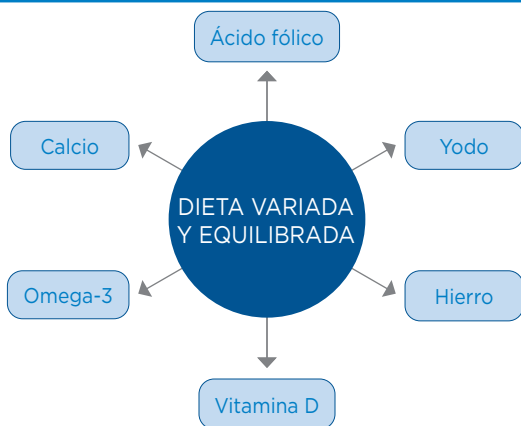 Ácido fólico
Calcio
Yodo
DIETA VARIADA
Y EQUILIBRADA
Omega-3
Hierro
Vitamina D